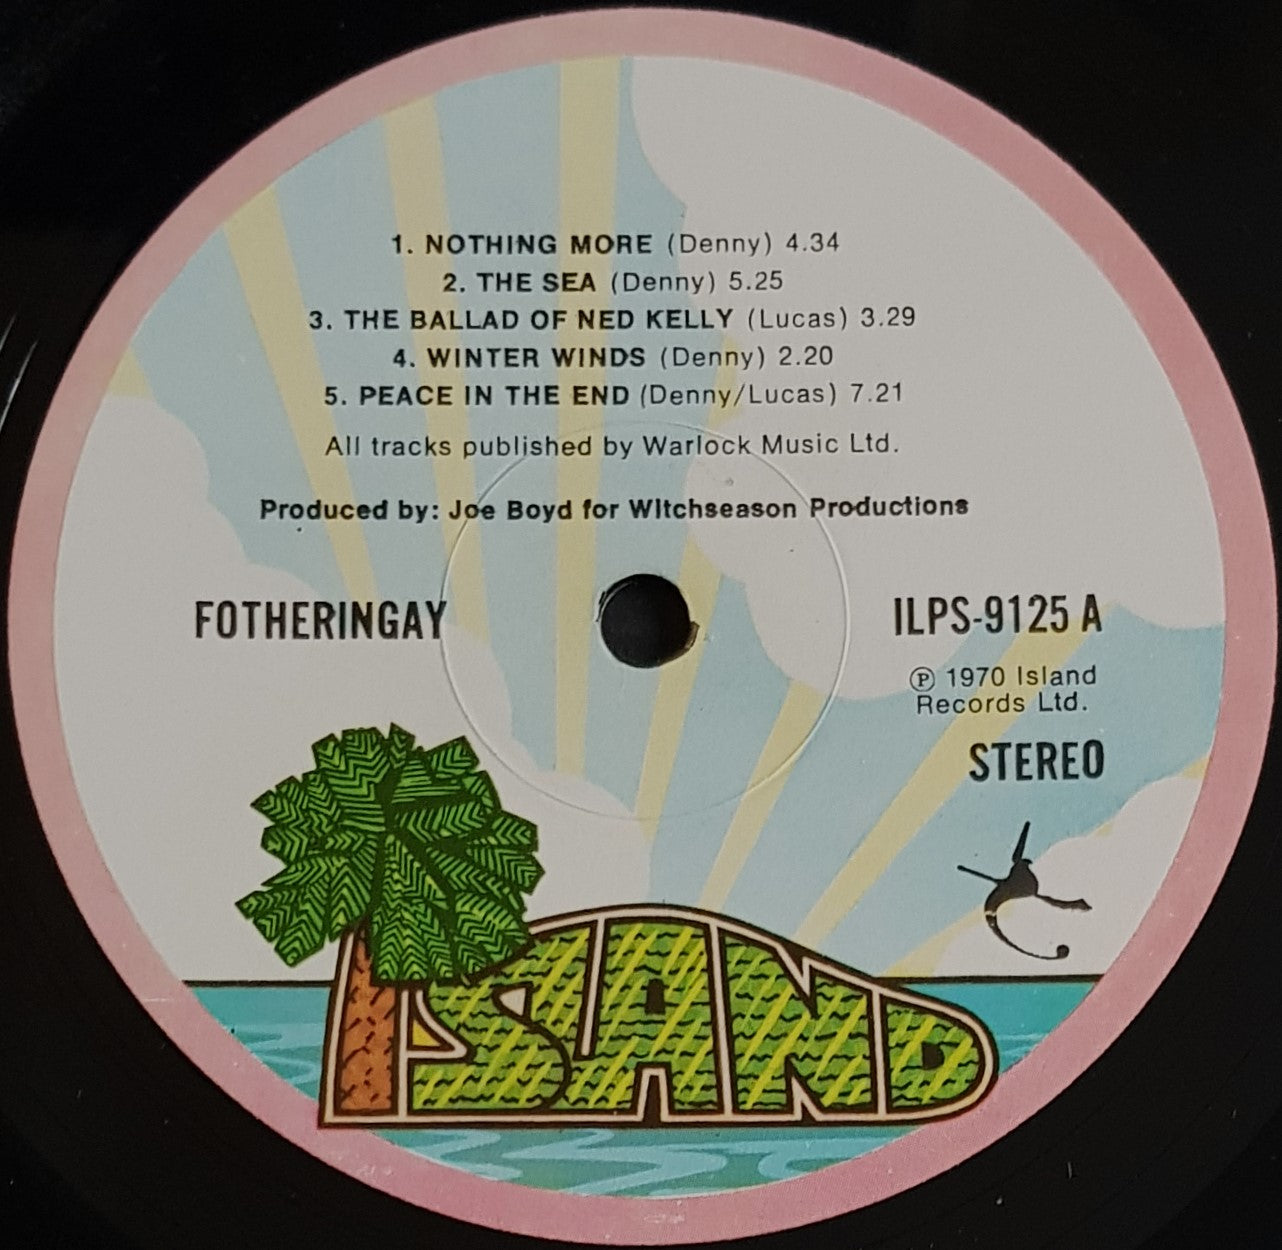 1. NOTHING MORE (Denny) 4.34
2. THE SEA (Denny) 5.25
3. THE BALLAD OF NED KELLY (Lucas) 3.29
4. WINTER WINDS (Denny) 2.20
5. PEACE IN THE END (Denny/Lucas) 7.21
All tracks published by Warlock Music Ltd.
Produced by: Joe Boyd for Witchseason Productions
FOTHERINGAY
ILPS-9125 A
Ⓟ 1970 Island
Records Ltd.
STEREO
ISLAND